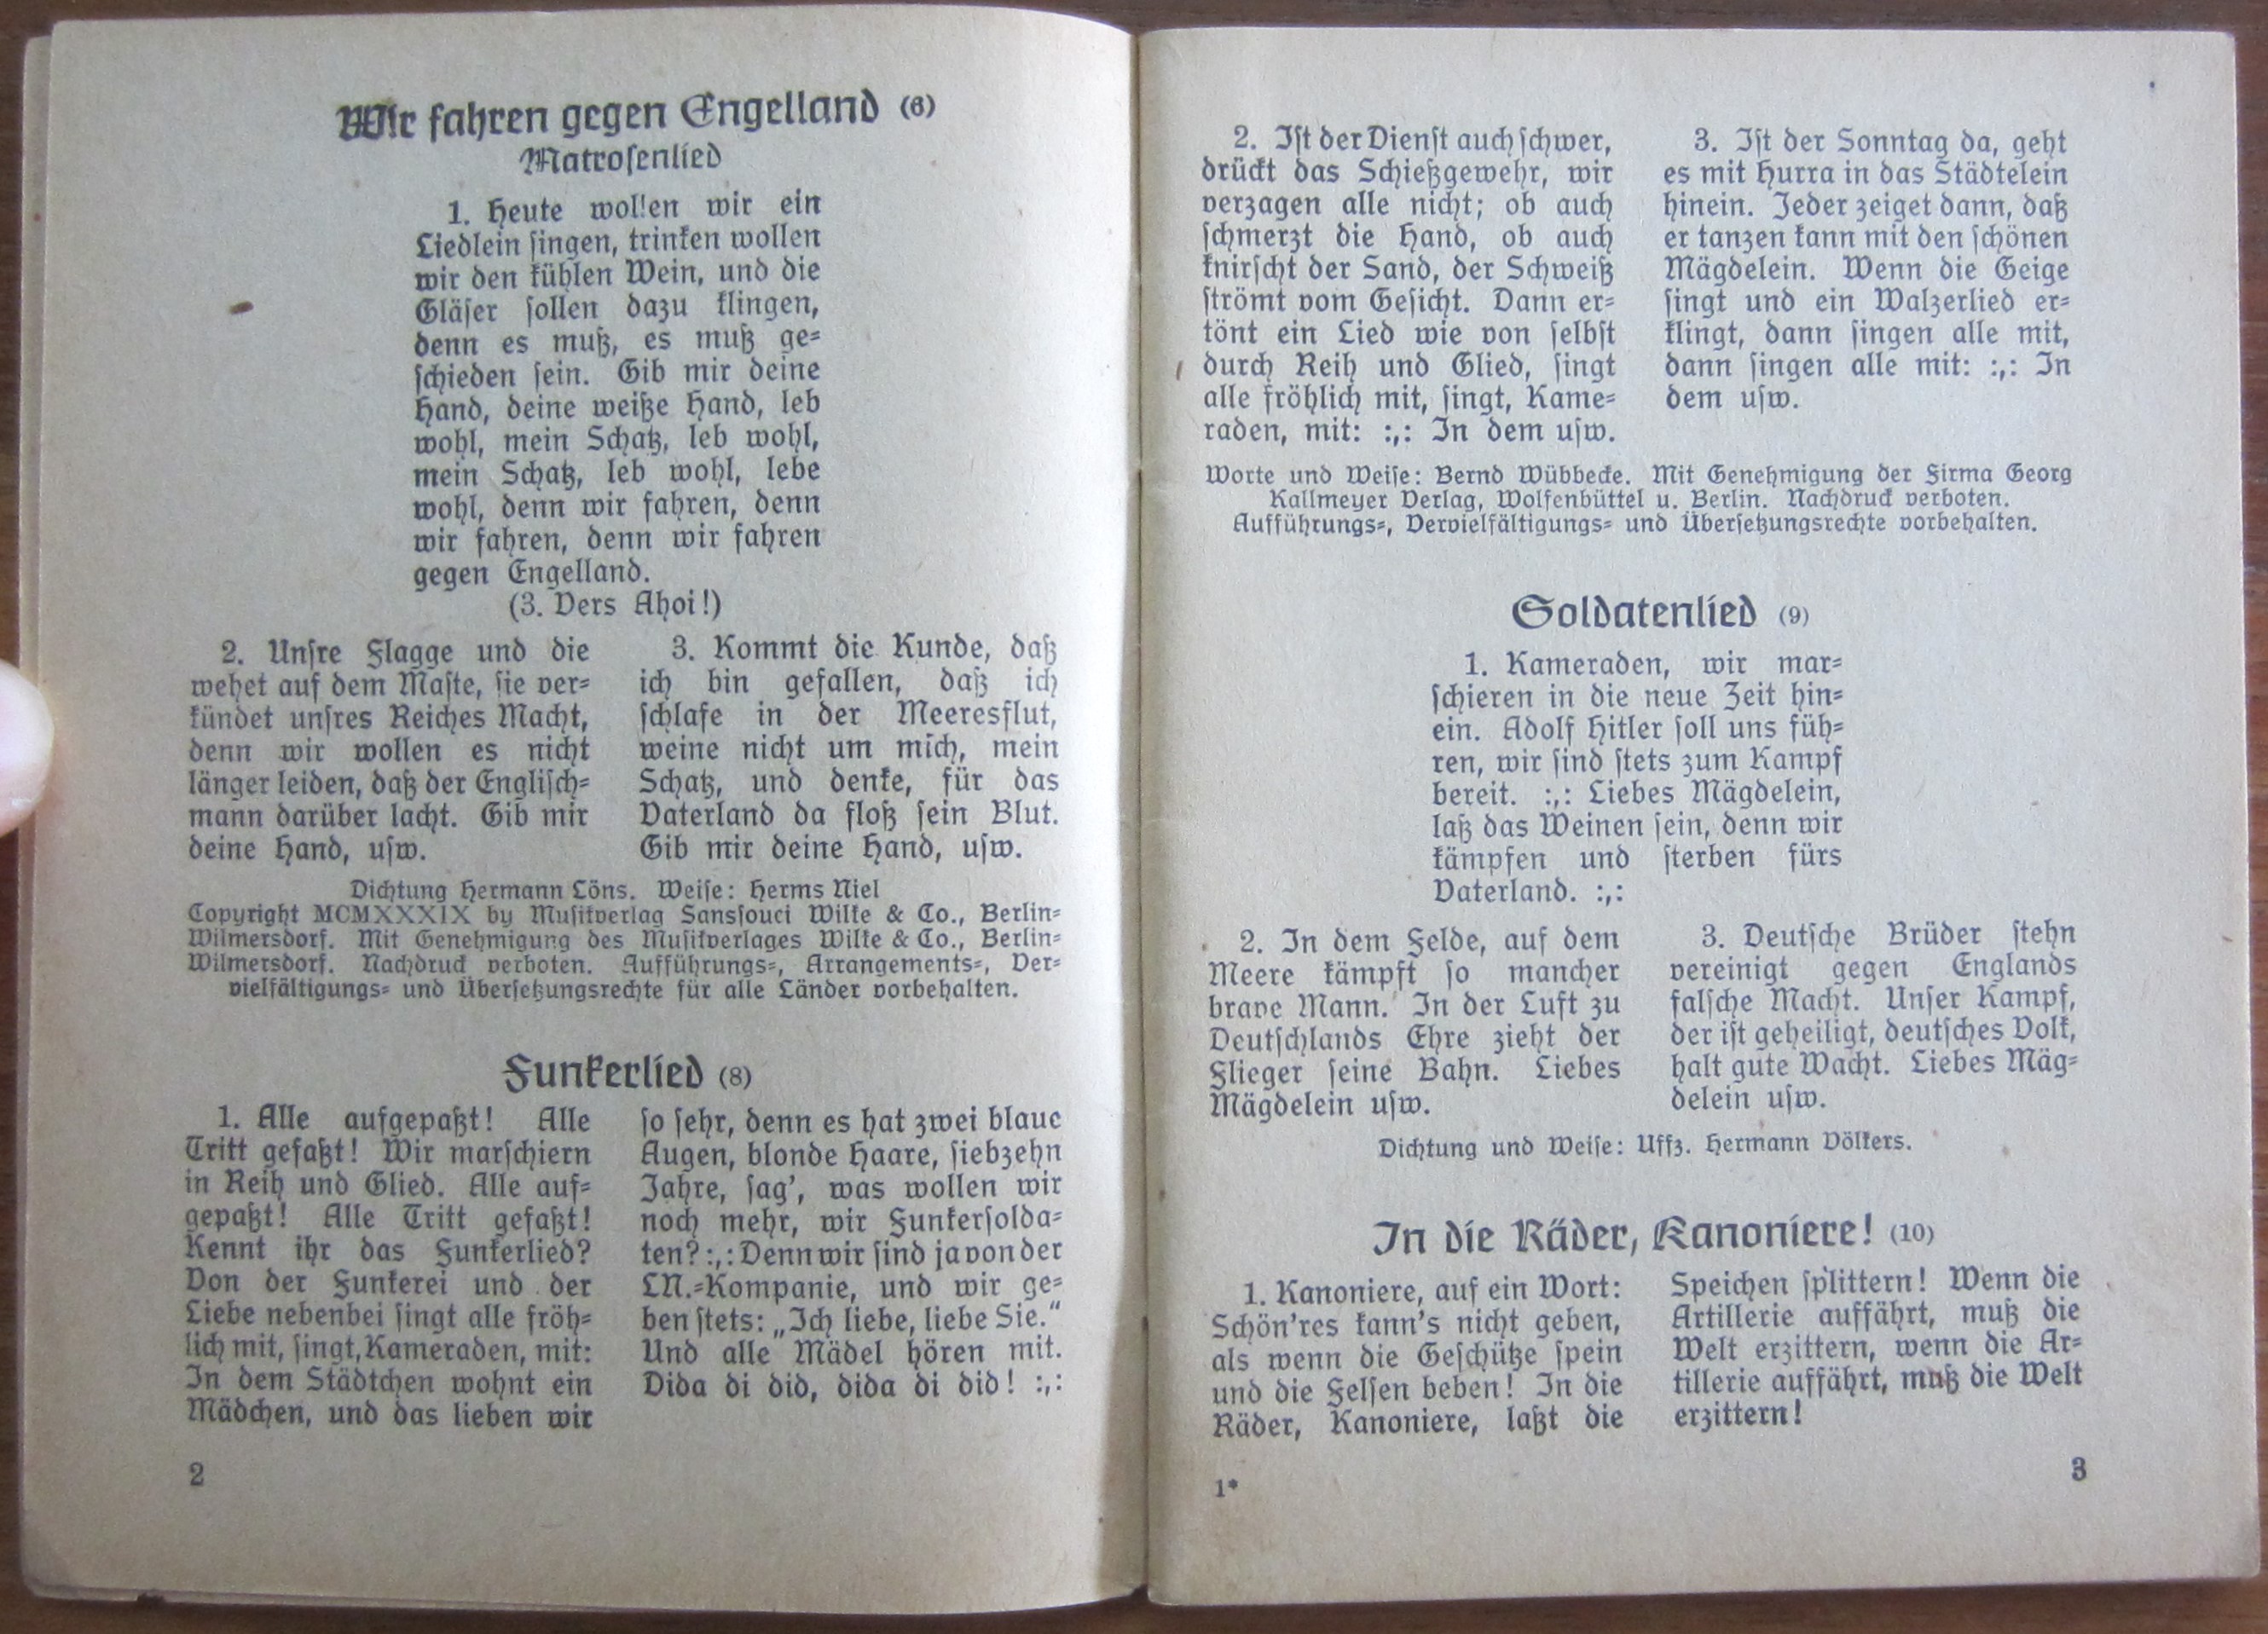 Wir fahren gegen Engelland (6)
Matrosenlied
1. Heute wollen wir ein
Liedlein singen, trinken wollen
wir den kühlen Wein, und die
Gläser sollen dazu klingen,
denn es muß, es muß ge-
schieden sein. Gib mir deine
Hand, deine weiße Hand, leb
wohl, mein Schatz, leb wohl,
mein Schatz, leb wohl, lebe
wohl, denn wir fahren, denn
wir fahren, denn wir fahren
gegen Engelland.
(3. Vers Ahoi!)
2. Unsre Flagge und die
wehet auf dem Maste, sie ver-
kündet unsres Reiches Macht,
denn wir wollen es nicht
länger leiden, daß der Englisch-
mann darüber lacht. Gib mir
deine Hand, usw.
3. Kommt die Kunde, daß
ich bin gefallen, daß ich
schlafe in der Meeresflut,
weine nicht um mich, mein
Schatz, und denke, für das
Vaterland da floß sein Blut.
Gib mir deine Hand, usw.
Dichtung Hermann Löns. Weise: Herms Niel
Copyright MCMXXXIX by Musikverlag Sanssouci Wilke & Co., Berlin-
Wilmersdorf. Mit Genehmigung des Musikverlages Wilke & Co., Berlin-
Wilmersdorf. Nachdruck verboten. Aufführungs-, Arrangements-, Ver-
vielfältigungs- und Übersetzungsrechte für alle Länder vorbehalten.
Funkerlied (8)
1. Alle aufgepaßt! Alle
Tritt gefaßt! Wir marschiern
in Reih und Glied. Alle auf-
gepaßt! Alle Tritt gefaßt!
Kennt ihr das Funkerlied?
Von der Funkerei und der
Liebe nebenbei singt alle fröh-
lich mit, singt, Kameraden, mit:
In dem Städtchen wohnt ein
Mädchen, und das lieben wir
so sehr, denn es hat zwei blaue
Augen, blonde Haare, siebzehn
Jahre, sag', was wollen wir
noch mehr, wir Funkersolda-
ten? :,: Denn wir sind ja von der
LN.-Kompanie, und wir ge-
ben stets: „Ich liebe, liebe Sie.“
Und alle Mädel hören mit.
Dida di did, dida di did! :,:
2
2. Ist der Dienst auch schwer,
drückt das Schießgewehr, wir
verzagen alle nicht; ob auch
schmerzt die Hand, ob auch
knirscht der Sand, der Schweiß
strömt vom Gesicht. Dann er-
tönt ein Lied wie von selbst
durch Reih und Glied, singt
alle fröhlich mit, singt, Kame-
raden, mit: :,: In dem usw.
3. Ist der Sonntag da, geht
es mit Hurra in das Städtelein
hinein. Jeder zeiget dann, daß
er tanzen kann mit den schönen
Mägdelein. Wenn die Geige
singt und ein Walzerlied er-
klingt, dann singen alle mit,
dann singen alle mit: :,: In
dem usw.
Worte und Weise: Bernd Wübbecke. Mit Genehmigung der Firma Georg
Kallmeyer Verlag, Wolfenbüttel u. Berlin. Nachdruck verboten.
Aufführungs-, Vervielfältigungs- und Übersetzungsrechte vorbehalten.
Soldatenlied (9)
1. Kameraden, wir mar-
schieren in die neue Zeit hin-
ein. Adolf Hitler soll uns füh-
ren, wir sind stets zum Kampf
bereit. :,: Liebes Mägdelein,
laß das Weinen sein, denn wir
kämpfen und sterben fürs
Vaterland. :,:
2. In dem Felde, auf dem
Meere kämpft so mancher
brave Mann. In der Luft zu
Deutschlands Ehre zieht der
Flieger seine Bahn. Liebes
Mägdelein usw.
3. Deutsche Brüder stehn
vereinigt gegen Englands
falsche Macht. Unser Kampf,
der ist geheiligt, deutsches Volk,
halt gute Wacht. Liebes Mäg-
delein usw.
Dichtung und Weise: Uffz. Hermann Völkers.
In die Räder, Kanoniere! (10)
1. Kanoniere, auf ein Wort:
Schön'res kann's nicht geben,
als wenn die Geschütze spein
und die Felsen beben! In die
Räder, Kanoniere, laßt die
Speichen splittern! Wenn die
Artillerie auffährt, muß die
Welt erzittern, wenn die Ar-
tillerie auffährt, muß die Welt
erzittern!
1*
3